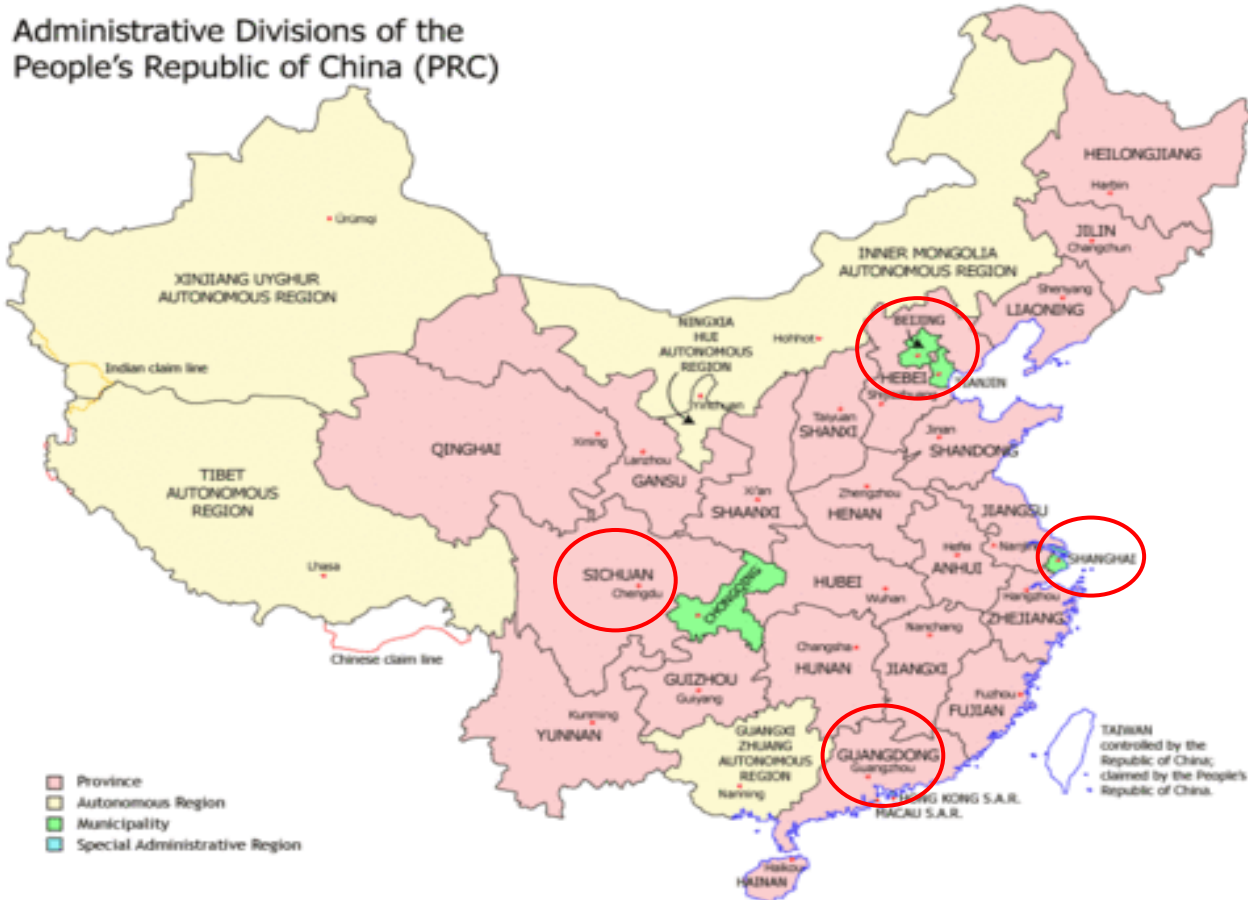 Administrative Divisions of the
People's Republic of China (PRC)
HEILONGJIANG
Harbin
JILIN
Changchun
Ürümqi
INNER MONGOLIA
AUTONOMOUS REGION
XINJIANG UYGHUR
AUTONOMOUS REGION
Shenyang
LIAONING
BEIJING
NINGXIA
HUI
AUTONOMOUS
REGION
Hohhot
Indian claim line
HEBEI
Yinchuan
Taiyuan
SHANXI
Jinan
SHANDONG
QINGHAI
Xining
Lanzhou
GANSU
TIBET
AUTONOMOUS
REGION
Xi'an
SHAANXI
Zhengzhou
HENAN
JIANGSU
Hefei
ANHUI
SHANGHAI
Lhasa
SICHUAN
Chengdu
CHONGQING
HUBEI
Wuhan
Hangzhou
ZHEJIANG
Nanchang
Changsha
HUNAN
JIANGXI
Chinese claim line
GUIZHOU
Guiyang
Fuzhou
FUJIAN
Kunming
YUNNAN
GUANGXI
ZHUANG
AUTONOMOUS
REGION
Nanning
GUANGDONG
Guangzhou
TAIWAN
controlled by the
Republic of China;
claimed by the People's
Republic of China.
HONG KONG S.A.R.
MACAU S.A.R.
Haikou
HAINAN
Province
Autonomous Region
Municipality
Special Administrative Region